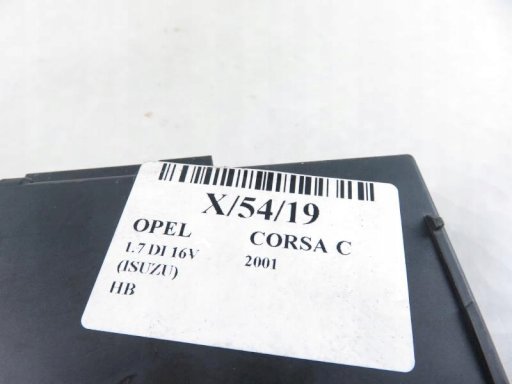 X/54/19
OPEL CORSA C
1.7 DI 16V 2001
(ISUZU)
HB